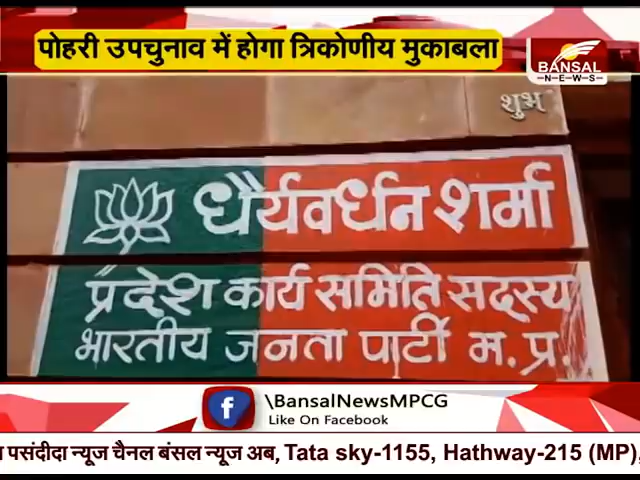 पोहरी उपचुनाव में होगा त्रिकोणीय मुकाबला
BANSAL
NEWS
शुभ
धैर्यवर्धन शर्मा
प्रदेश कार्य समिति सदस्य
भारतीय जनता पार्टी म.प्र.
\BansalNewsMPCG
Like On Facebook
पसंदीदा न्यूज चैनल बंसल न्यूज अब, Tata sky-1155, Hathway-215 (MP),